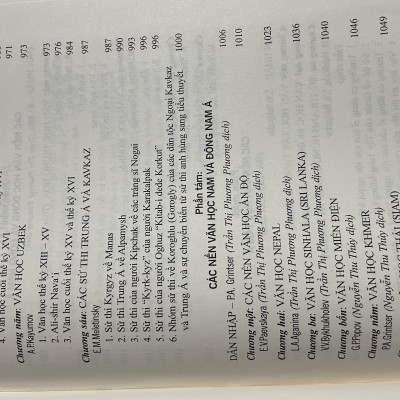 4. Văn học cuối thế kỷ XVI 971
Chương năm: VĂN HỌC UZBEK 973
A.P.Kayumov
1. Văn học thế kỷ XIII – XV 973
2. Ali-shir Navai 976
3. Văn học cuối thế kỷ XV và thế kỷ XVI 984
Chương sáu: CÁC SỬ THI TRUNG Á VÀ KAVKAZ 987
E.M.Meletinsky
1. Sử thi Kyrgyz về Manas 987
2. Sử thi Trung Á về Alpamysh 990
3. Sử thi của người Kipchak về các tráng sĩ Nogai 993
4. Sử thi “Kyrk-kyz” của người Karakalpak 996
5. Sử thi của người Oghuz “Kitab-i dede Korkut” 996
6. Nhóm sử thi về Koroghlu (Gorogly) của các dân tộc Ngoại Kavkaz
và Trung Á và sự chuyển biến từ sử thi anh hùng sang tiểu thuyết 1000
Phần tám:
CÁC NỀN VĂN HỌC NAM VÀ ĐÔNG NAM Á
DẪN NHẬP – P.A. Grintser (Trần Thị Phương Phương dịch) 1006
Chương một: CÁC NỀN VĂN HỌC ẤN ĐỘ 1010
E.V.Paevskaya (Trần Thị Phương Phương dịch)
Chương hai: VĂN HỌC NEPAL 1023
L.A.Aganina (Trần Thị Phương Phương dịch)
Chương ba: VĂN HỌC SINHALA (SRI LANKA) 1036
V.V.Bykhukholev (Trần Thị Phương Phương dịch)
Chương bốn: VĂN HỌC MIẾN ĐIỆN 1040
G.P.Popov (Nguyễn Thu Thủy dịch)
Chương năm: VĂN HỌC KHMER 1046
P.A.Grintser (Nguyễn Thu Thủy dịch)
THÁI (SIAM) 1049